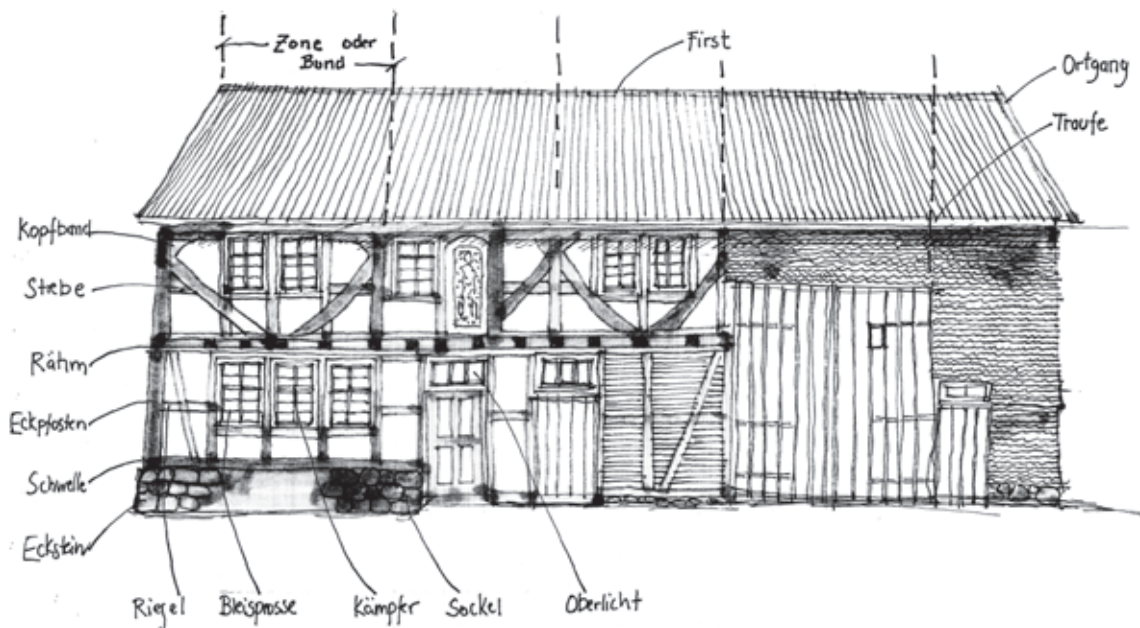 Zone oder
Bund
First
Ortgang
Traufe
Kopfband
Strebe
Rähm
Eckpfosten
Schwelle
Eckstein
Riegel
Bleisprosse
Kämpfer
Sockel
Oberlicht